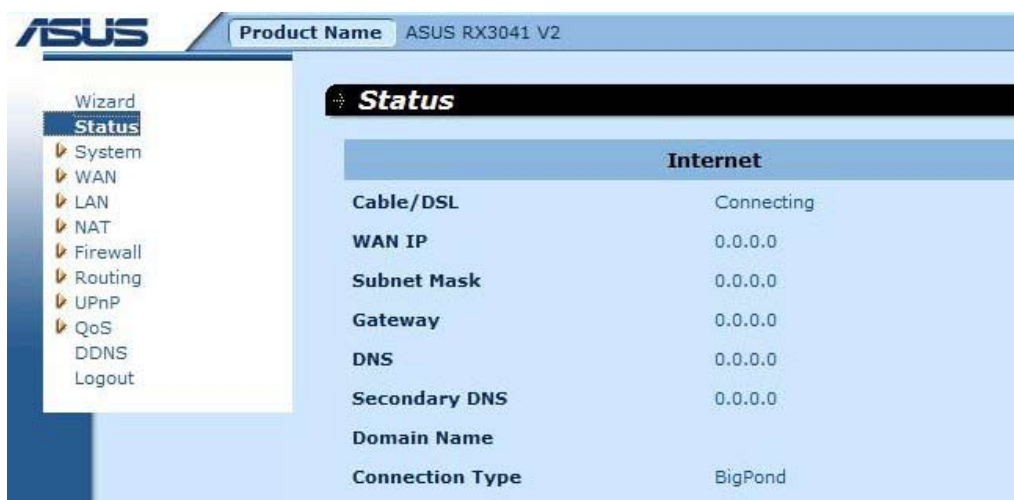 ASUS
Product Name ASUS RX3041 V2
Wizard
Status
System
WAN
LAN
NAT
Firewall
Routing
UPnP
QoS
DDNS
Logout
Status
Internet
Cable/DSL Connecting
WAN IP 0.0.0.0
Subnet Mask 0.0.0.0
Gateway 0.0.0.0
DNS 0.0.0.0
Secondary DNS 0.0.0.0
Domain Name
Connection Type BigPond